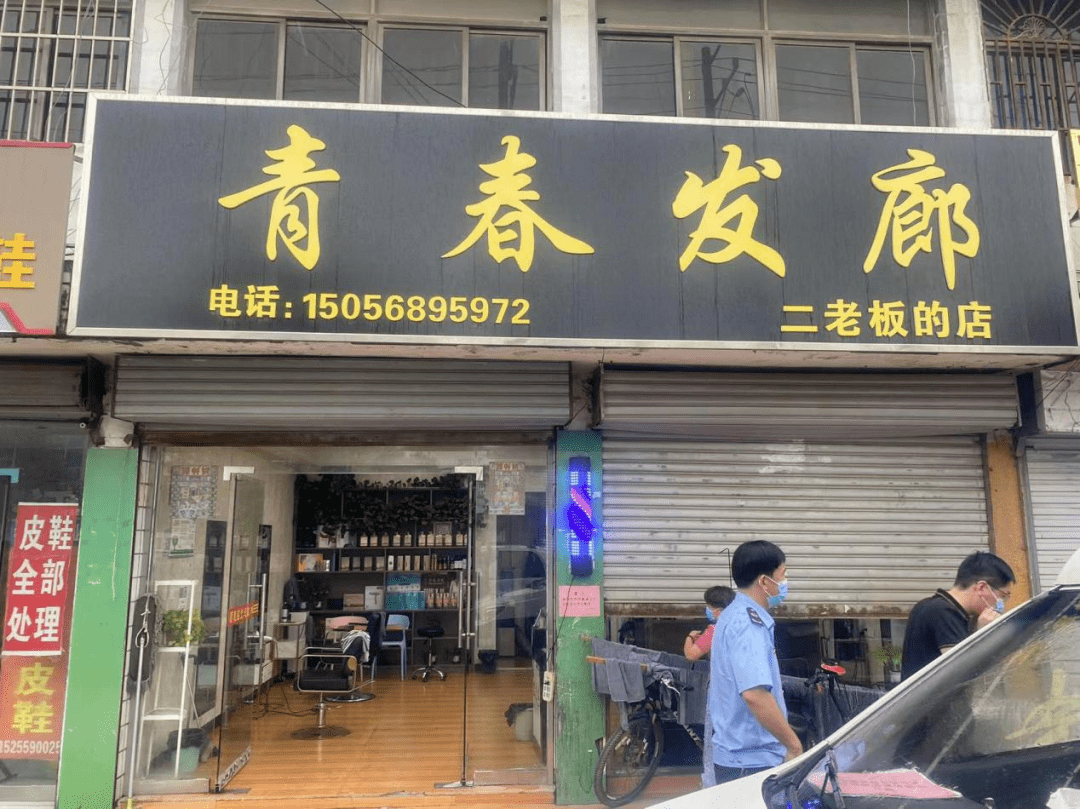 青春发廊
电话:15056895972
二老板的店
鞋
皮鞋
全部
处理
皮
鞋